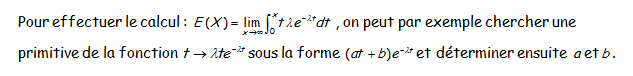 Pour effectuer le calcul : E(X) = lim_{x→∞} ∫_0^x tλe^{-λt}dt , on peut par exemple chercher une
primitive de la fonction t → λte^{-λt} sous la forme (at + b)e^{-λt} et déterminer ensuite a et b.